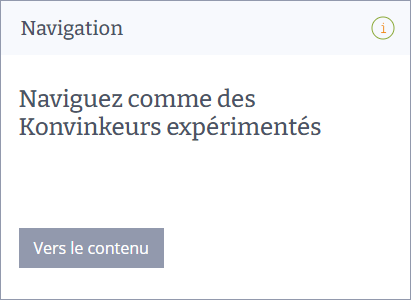 Navigation
i
Naviguez comme des
Konvinkeurs expérimentés
Vers le contenu